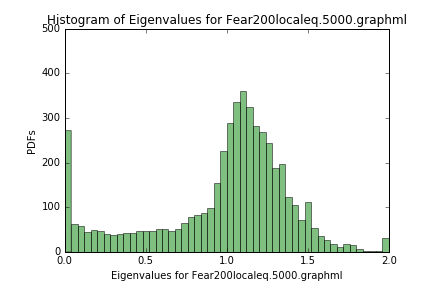 Histogram of Eigenvalues for Fear200localeq.5000.graphml
500
400
300
200
100
0
PDFs
0.0 0.5 1.0 1.5 2.0
Eigenvalues for Fear200localeq.5000.graphml